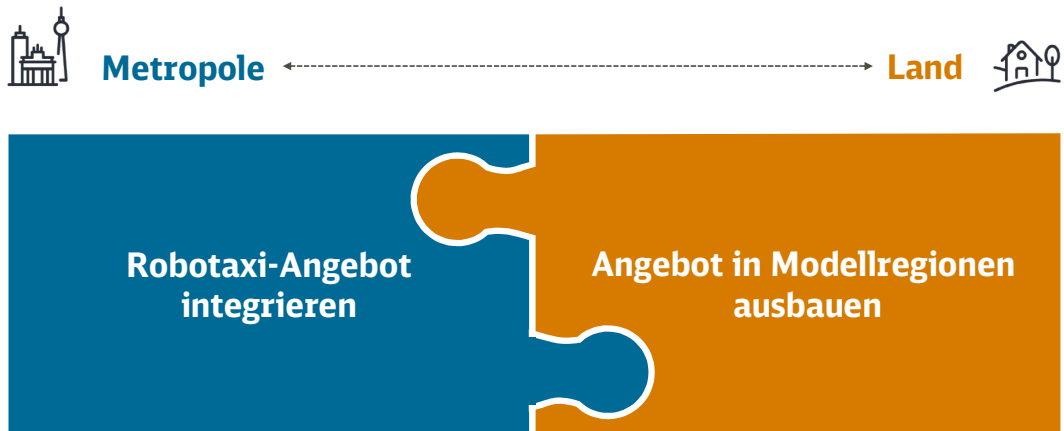 Metropole
Land
Robotaxi-Angebot
integrieren
Angebot in Modellregionen
ausbauen